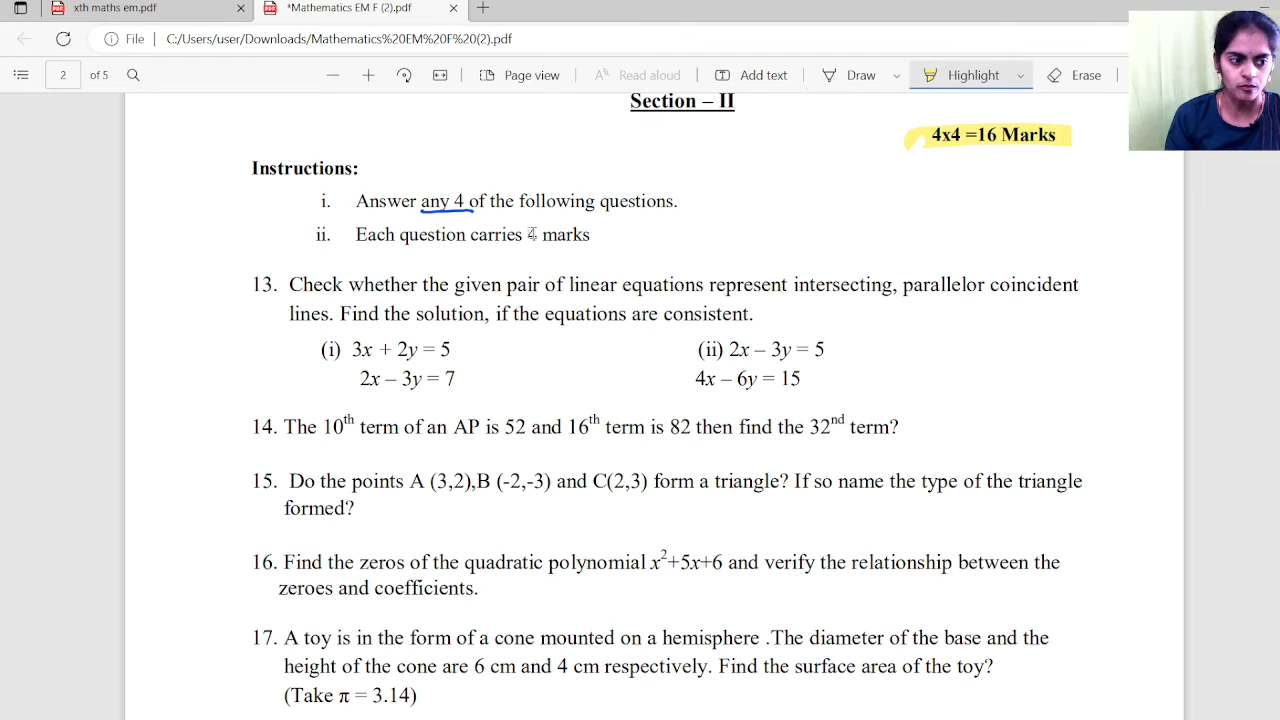 xth maths em.pdf
*Mathematics EM F (2).pdf
File C:/Users/user/Downloads/Mathematics%20EM%20F%20(2).pdf
2 of 5 Page view Read aloud Add text Draw Highlight Erase
Section – II
4x4 =16 Marks
Instructions:
i. Answer any 4 of the following questions.
ii. Each question carries 4 marks
13. Check whether the given pair of linear equations represent intersecting, parallelor coincident
lines. Find the solution, if the equations are consistent.
(i) 3x + 2y = 5 (ii) 2x – 3y = 5
2x – 3y = 7 4x – 6y = 15
14. The 10th term of an AP is 52 and 16th term is 82 then find the 32nd term?
15. Do the points A (3,2),B (-2,-3) and C(2,3) form a triangle? If so name the type of the triangle
formed?
16. Find the zeros of the quadratic polynomial x²+5x+6 and verify the relationship between the
zeroes and coefficients.
17. A toy is in the form of a cone mounted on a hemisphere .The diameter of the base and the
height of the cone are 6 cm and 4 cm respectively. Find the surface area of the toy?
(Take π = 3.14)